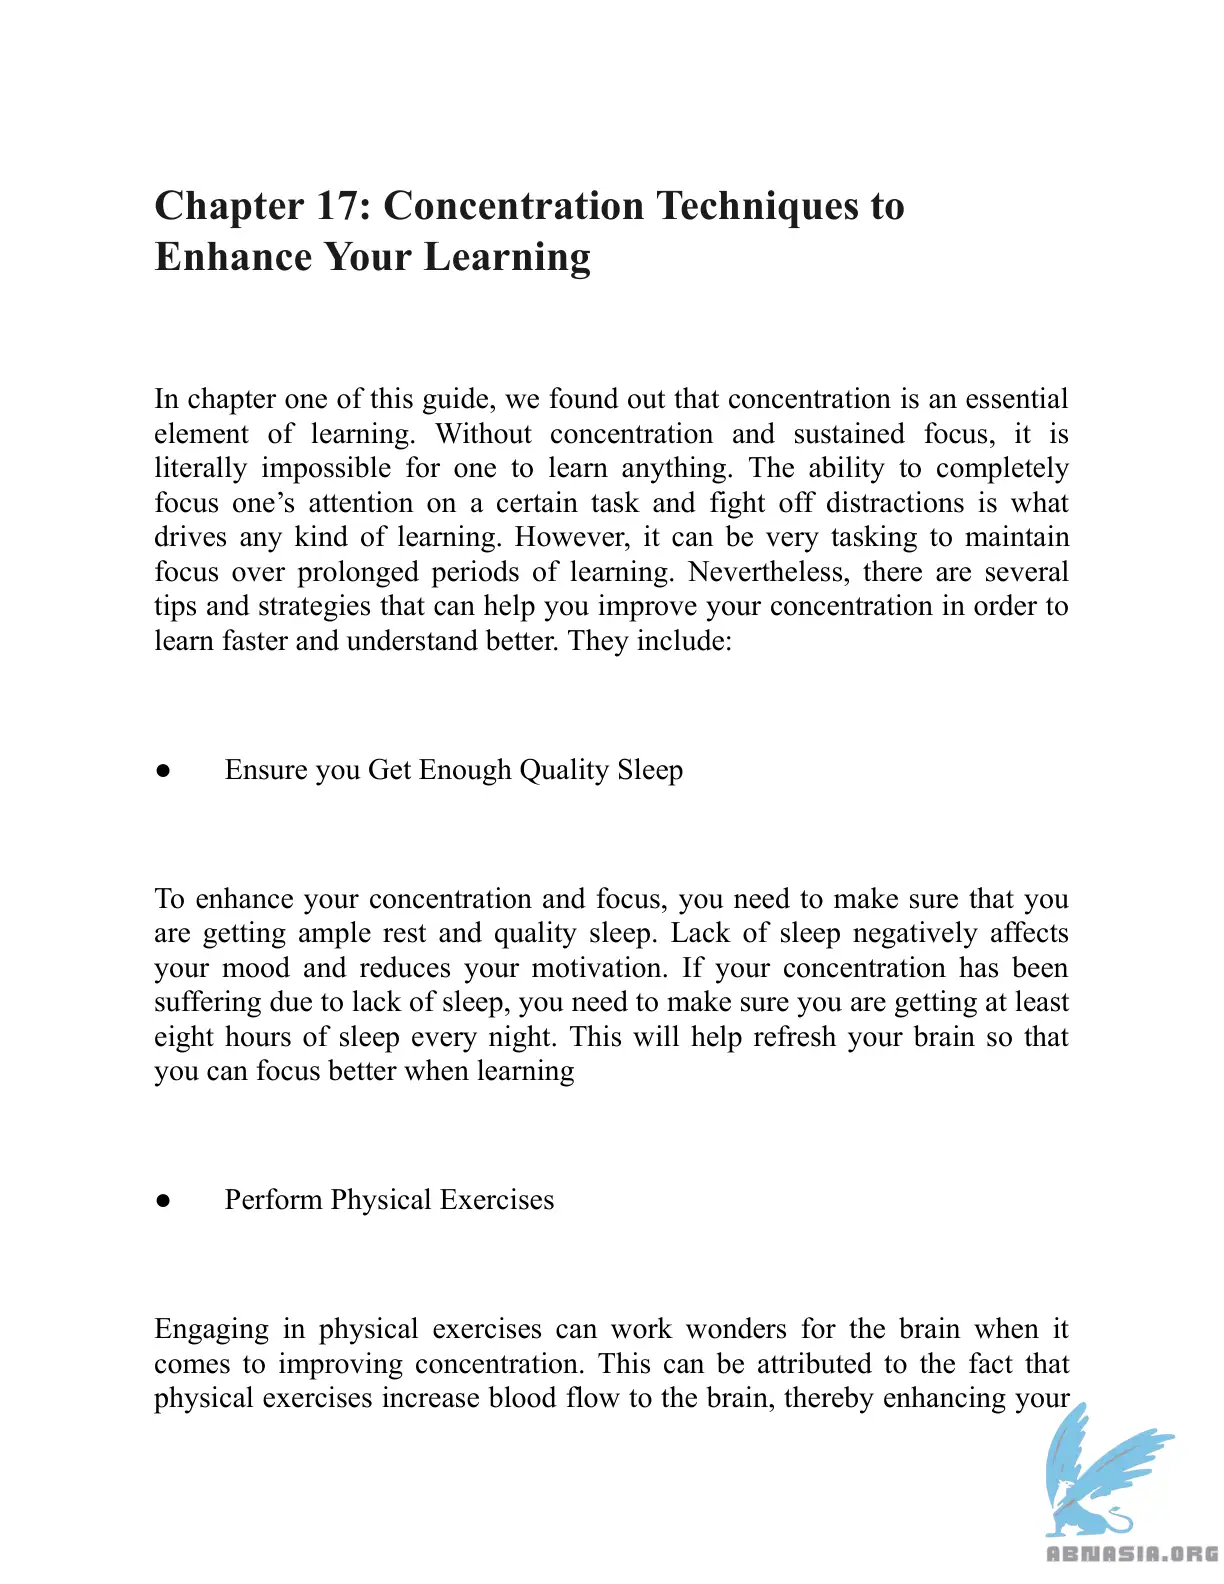 Chapter 17: Concentration Techniques to
Enhance Your Learning
In chapter one of this guide, we found out that concentration is an essential
element of learning. Without concentration and sustained focus, it is
literally impossible for one to learn anything. The ability to completely
focus one’s attention on a certain task and fight off distractions is what
drives any kind of learning. However, it can be very tasking to maintain
focus over prolonged periods of learning. Nevertheless, there are several
tips and strategies that can help you improve your concentration in order to
learn faster and understand better. They include:
● Ensure you Get Enough Quality Sleep
To enhance your concentration and focus, you need to make sure that you
are getting ample rest and quality sleep. Lack of sleep negatively affects
your mood and reduces your motivation. If your concentration has been
suffering due to lack of sleep, you need to make sure you are getting at least
eight hours of sleep every night. This will help refresh your brain so that
you can focus better when learning
● Perform Physical Exercises
Engaging in physical exercises can work wonders for the brain when it
comes to improving concentration. This can be attributed to the fact that
physical exercises increase blood flow to the brain, thereby enhancing your
ABNASIA.ORG